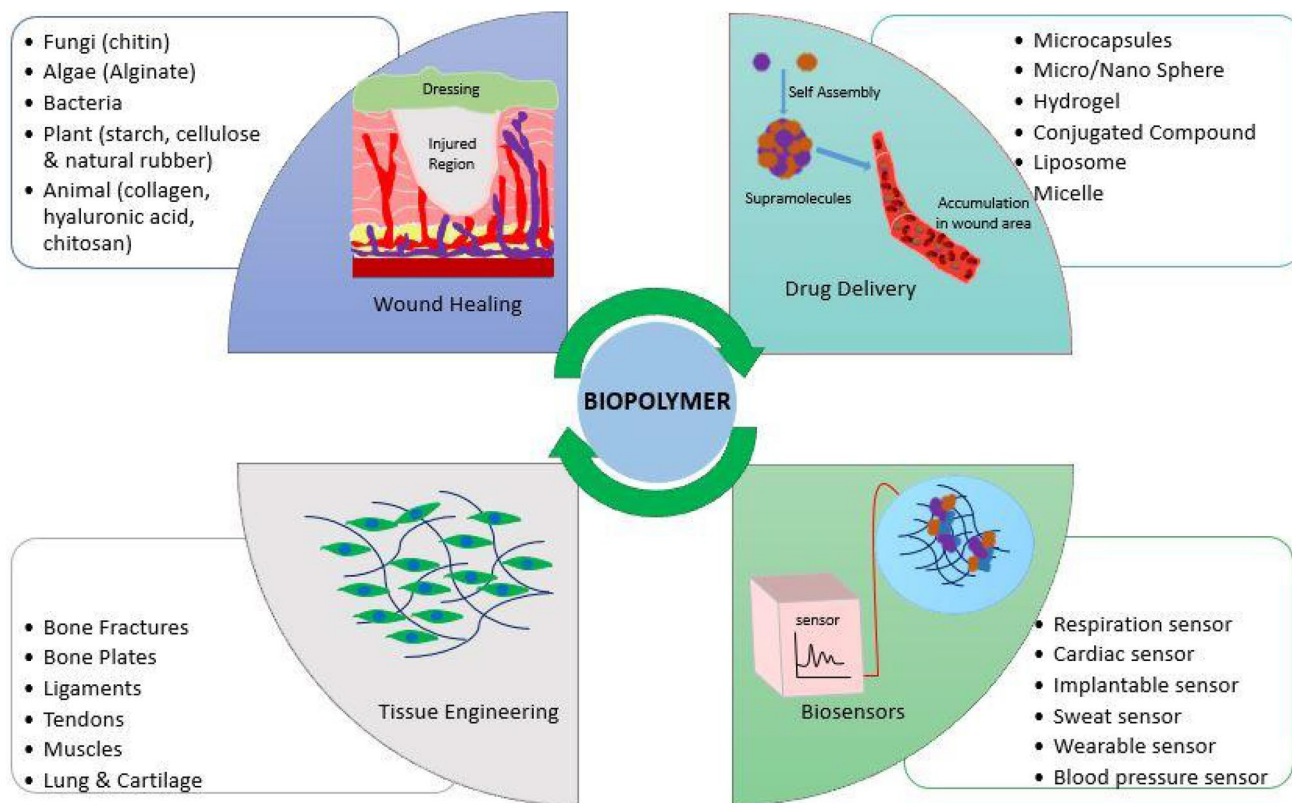 • Fungi (chitin)
• Algae (Alginate)
• Bacteria
• Plant (starch, cellulose
& natural rubber)
• Animal (collagen,
hyaluronic acid,
chitosan)
Dressing
Injured
Region
Wound Healing
Self Assembly
Supramolecules
Accumulation
in wound area
Drug Delivery
• Microcapsules
• Micro/Nano Sphere
• Hydrogel
• Conjugated Compound
• Liposome
• Micelle
BIOPOLYMER
• Bone Fractures
• Bone Plates
• Ligaments
• Tendons
• Muscles
• Lung & Cartilage
Tissue Engineering
sensor
Biosensors
• Respiration sensor
• Cardiac sensor
• Implantable sensor
• Sweat sensor
• Wearable sensor
• Blood pressure sensor